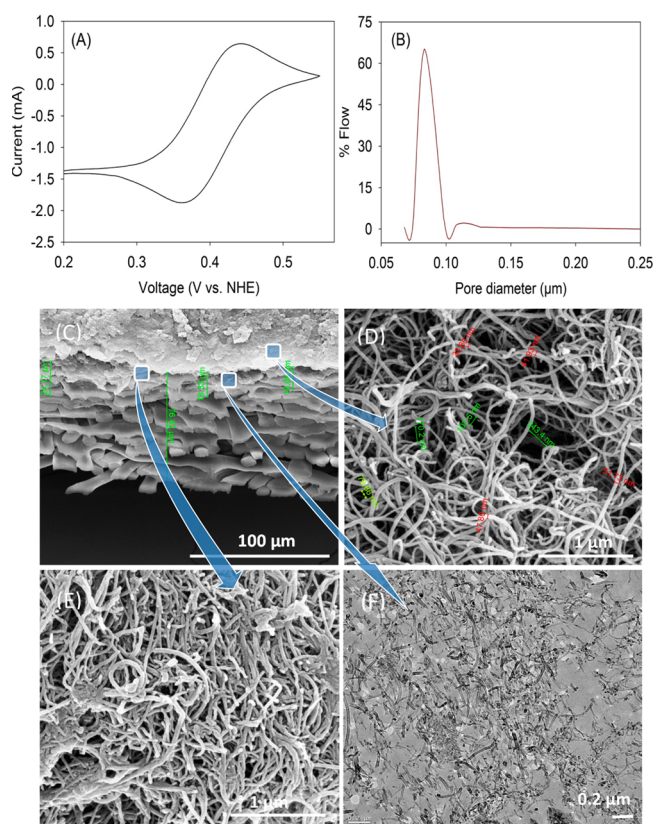 (A)
1.0
0.5
0.0
-0.5
-1.0
-1.5
-2.0
-2.5
Current (mA)
0.2 0.3 0.4 0.5
Voltage (V vs. NHE)
(B)
75
60
45
30
15
0
% Flow
0.05 0.10 0.15 0.20 0.25
Pore diameter (µm)
(C)
100 µm
(D)
1 µm
(E)
1 µm
(F)
0.2 µm